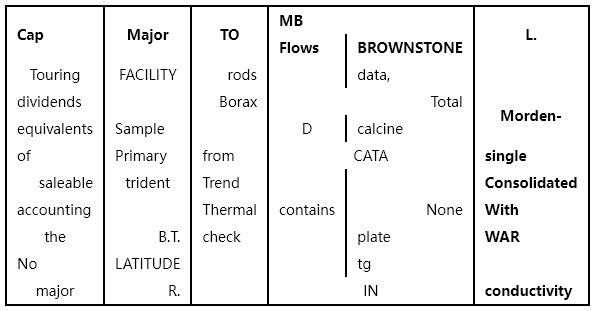 Cap Major TO MB Flows BROWNSTONE L.
Touring FACILITY rods data,
dividends Borax Total
equivalents Sample D calcine Morden-
of Primary from CATA single
saleable trident Trend Consolidated
accounting Thermal contains None With
the B.T. check plate WAR
No LATITUDE tg
major R. IN conductivity